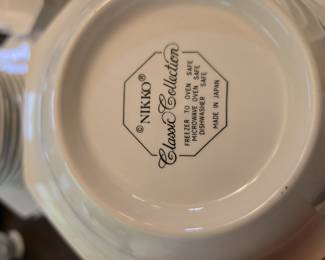 © NIKKO®
Classic Collection
FREEZER TO OVEN SAFE
MICROWAVE OVEN SAFE
DISHWASHER SAFE
MADE IN JAPAN